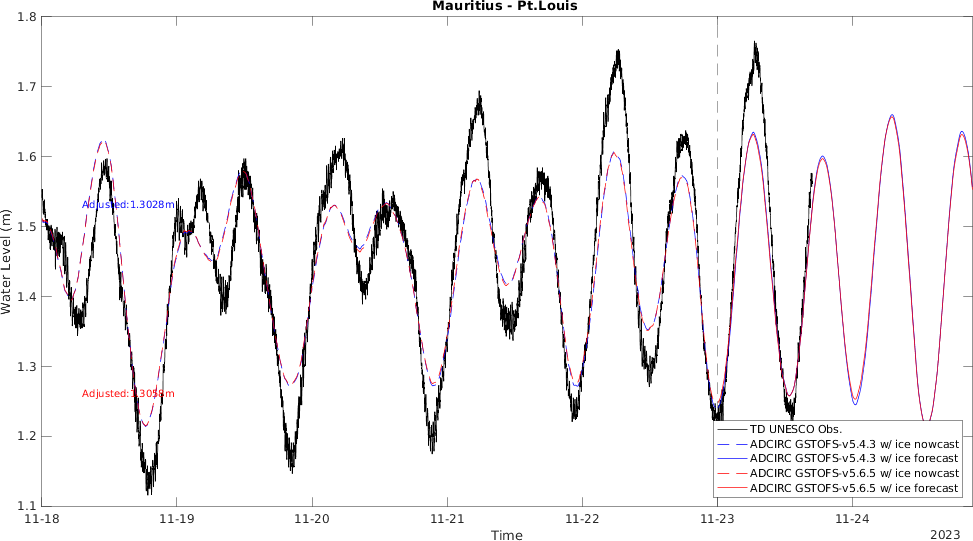 Mauritius - Pt.Louis
1.8
1.7
1.6
1.5
1.4
1.3
1.2
1.1
Water Level (m)
Adjusted:1.3028m
Adjusted:1.3058m
TD UNESCO Obs.
ADCIRC GSTOFS-v5.4.3 w/ ice nowcast
ADCIRC GSTOFS-v5.4.3 w/ ice forecast
ADCIRC GSTOFS-v5.6.5 w/ ice nowcast
ADCIRC GSTOFS-v5.6.5 w/ ice forecast
11-18 11-19 11-20 11-21 11-22 11-23 11-24
Time
2023